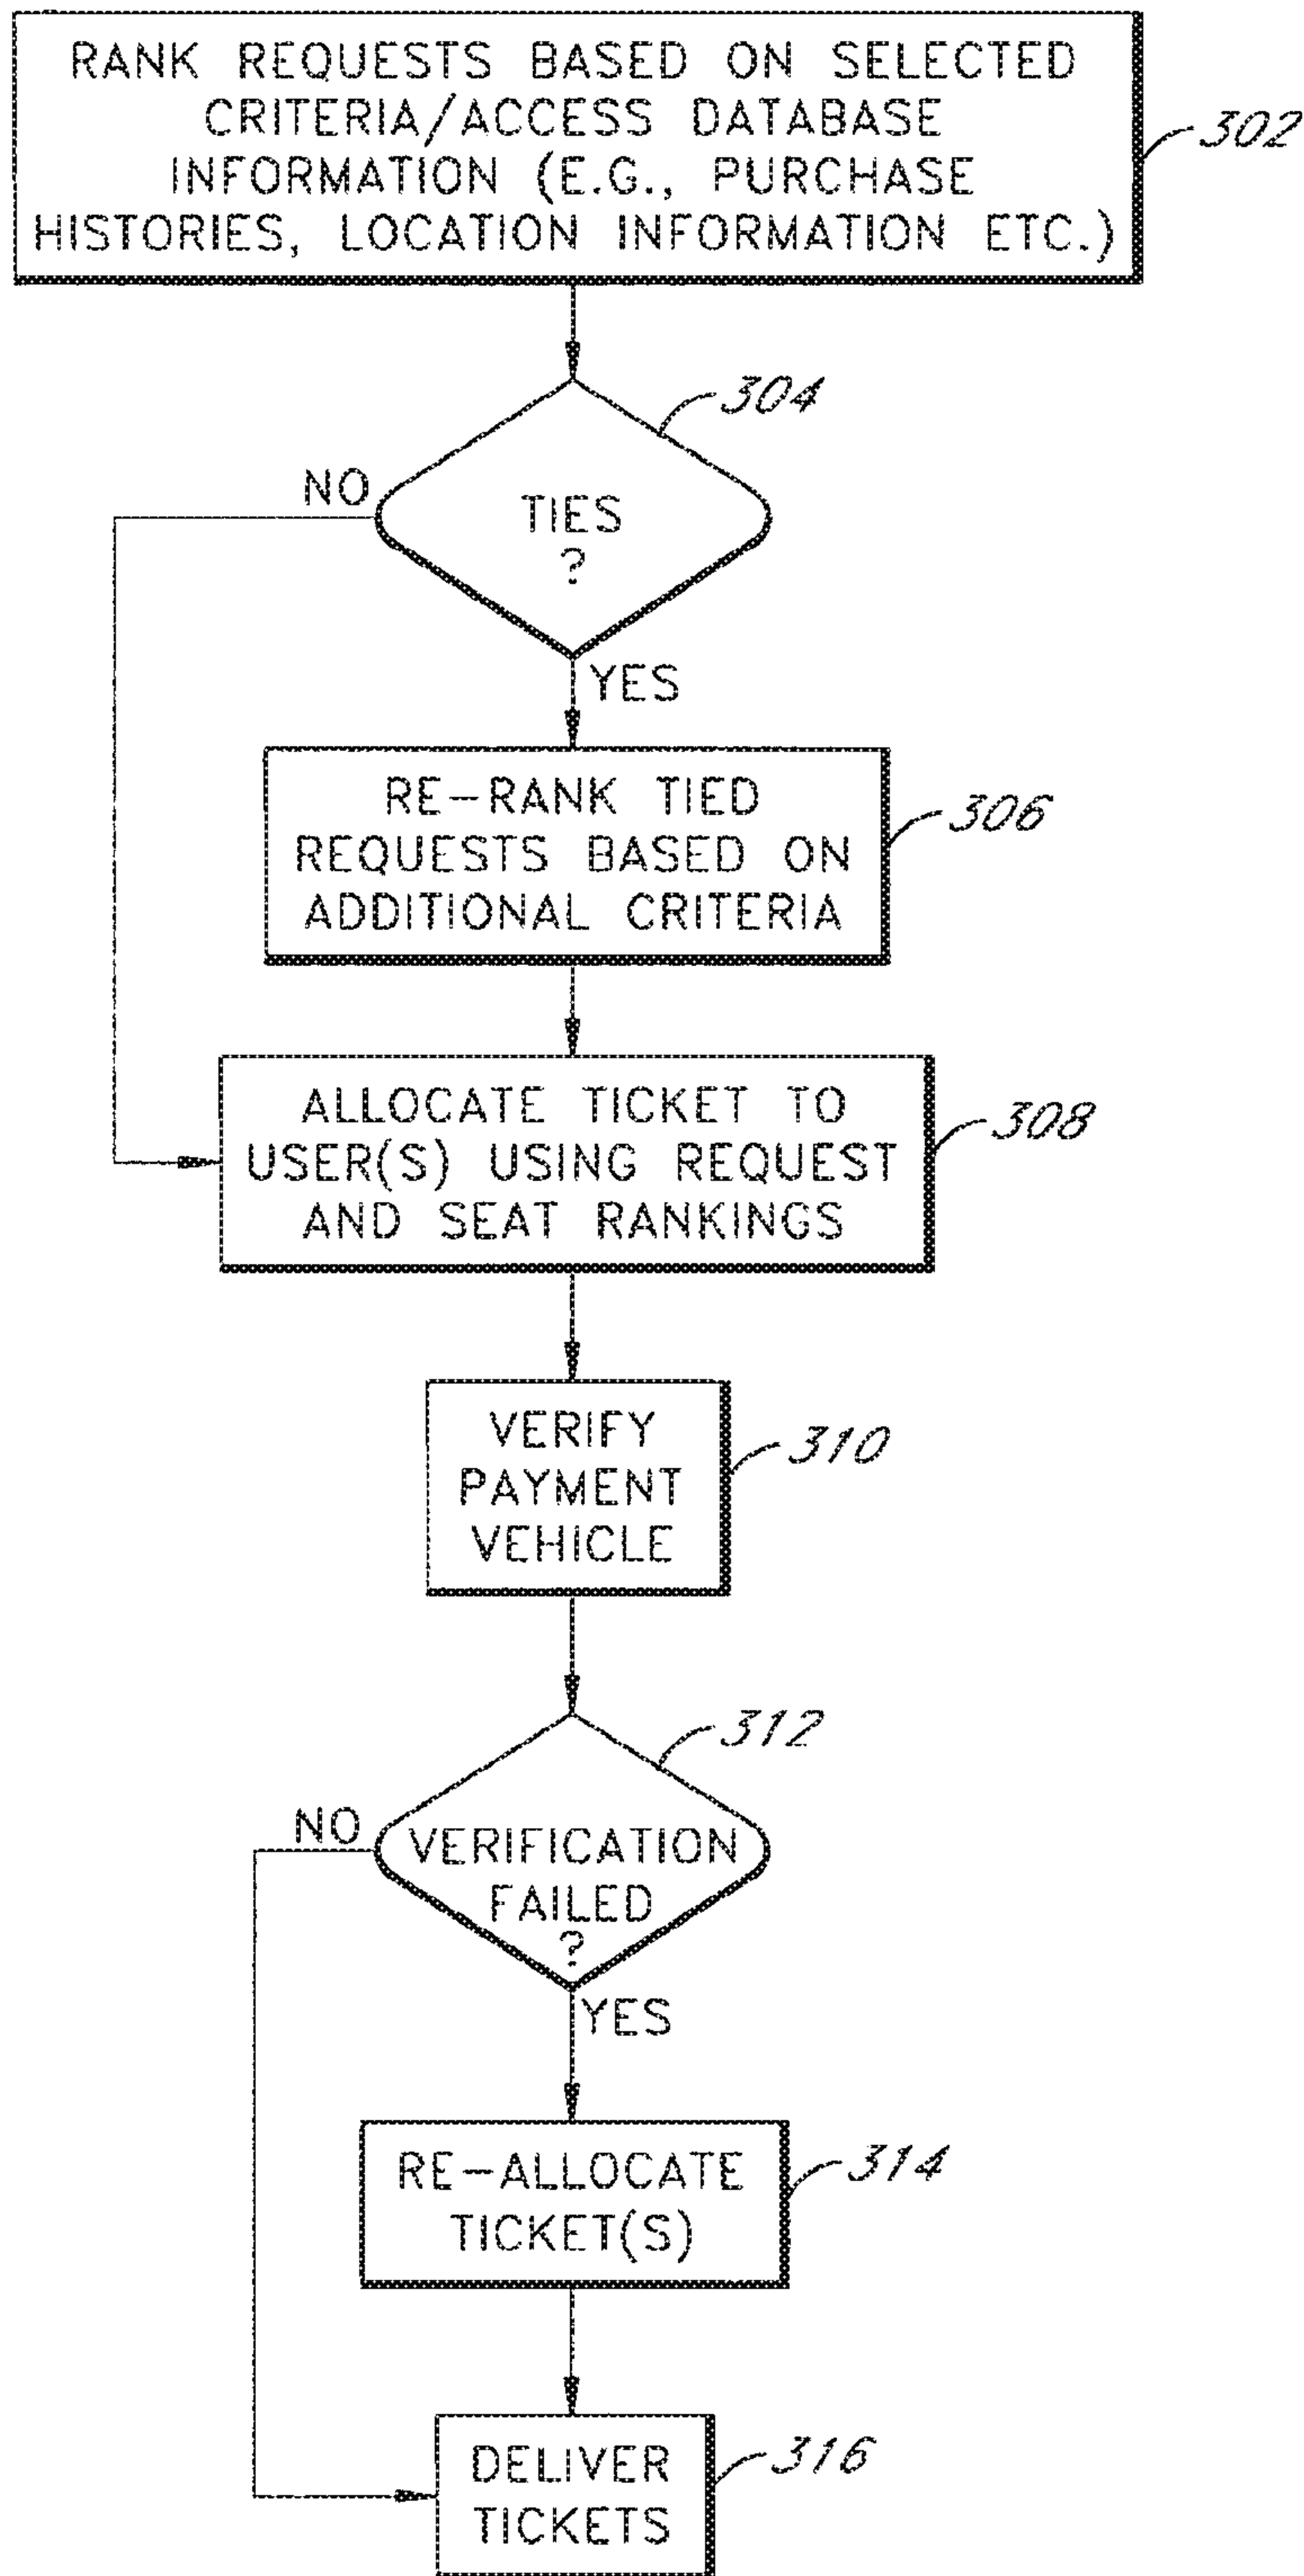 RANK REQUESTS BASED ON SELECTED
CRITERIA/ACCESS DATABASE
INFORMATION (E.G., PURCHASE
HISTORIES, LOCATION INFORMATION ETC.)
302
304
NO
TIES
?
YES
RE-RANK TIED
REQUESTS BASED ON
ADDITIONAL CRITERIA
306
ALLOCATE TICKET TO
USER(S) USING REQUEST
AND SEAT RANKINGS
308
VERIFY
PAYMENT
VEHICLE
310
312
NO
VERIFICATION
FAILED
?
YES
RE-ALLOCATE
TICKET(S)
314
DELIVER
TICKETS
316